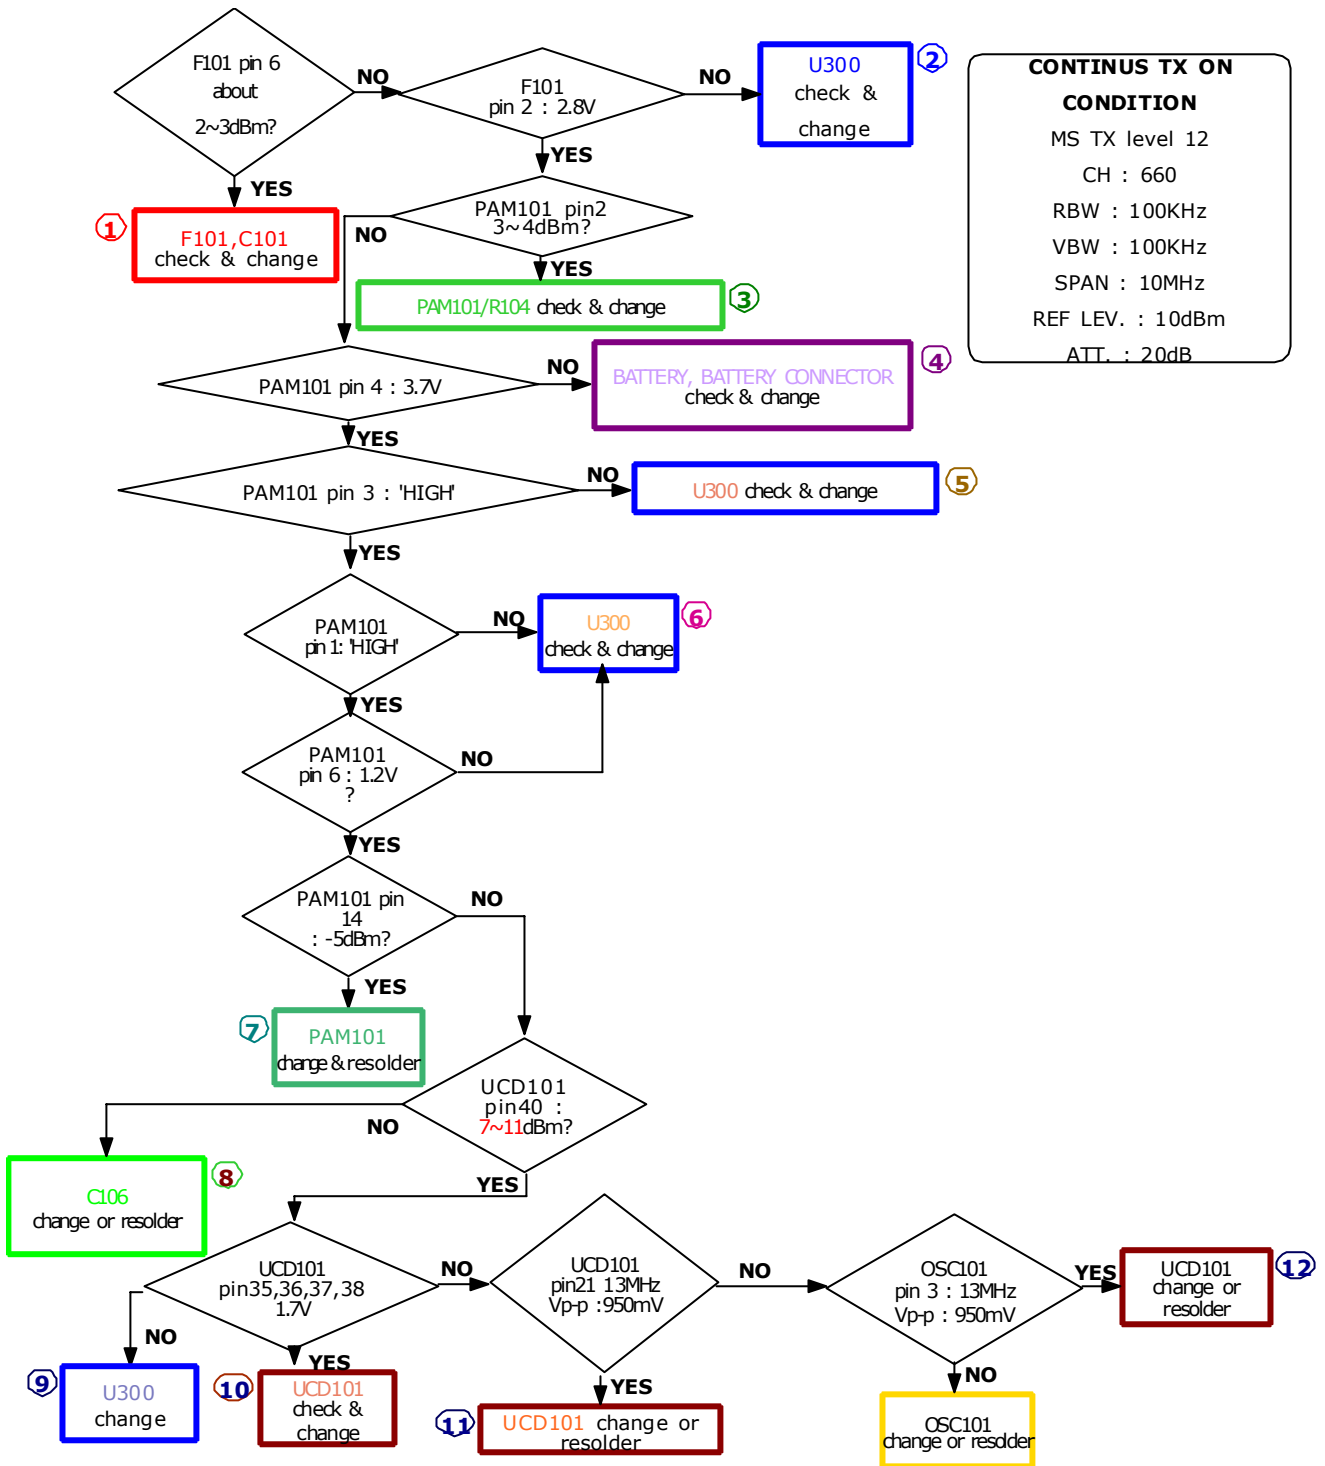 F101 pin 6
about
2~3dBm?
NO
F101
pin 2 : 2.8V
NO
U300
check &
change
2
CONTINUS TX ON
CONDITION
MS TX level 12
CH : 660
RBW : 100KHz
VBW : 100KHz
SPAN : 10MHz
REF LEV. : 10dBm
ATT. : 20dB
YES
YES
1
F101,C101
check & change
PAM101 pin2
3~4dBm?
NO
YES
PAM101/R104 check & change
3
PAM101 pin 4 : 3.7V
NO
BATTERY, BATTERY CONNECTOR
check & change
4
YES
PAM101 pin 3 : 'HIGH'
NO
U300 check & change
5
YES
PAM101
pin 1: 'HIGH'
NO
U300
check & change
6
YES
PAM101
pin 6 : 1.2V
?
NO
YES
PAM101 pin
14
: -5dBm?
NO
YES
7
PAM101
change & resolder
UCD101
pin40 :
7~11dBm?
NO
8
C106
change or resolder
YES
UCD101
pin35,36,37,38
1.7V
NO
UCD101
pin21 13MHz
Vp-p : 950mV
NO
OSC101
pin 3 : 13MHz
Vp-p : 950mV
YES
UCD101
change or
resolder
12
NO
YES
YES
NO
9
U300
change
10
UCD101
check &
change
11
UCD101 change or
resolder
OSC101
change or resolder